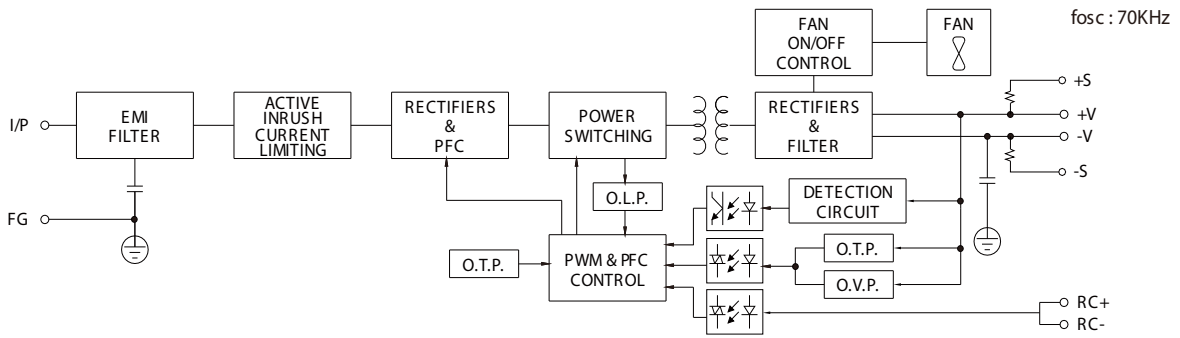 fosc : 70KHz
FAN
ON/OFF
CONTROL
FAN
I/P
EMI
FILTER
ACTIVE
INRUSH
CURRENT
LIMITING
RECTIFIERS
&
PFC
POWER
SWITCHING
RECTIFIERS
&
FILTER
+S
+V
-V
-S
FG
O.L.P.
DETECTION
CIRCUIT
O.T.P.
PWM & PFC
CONTROL
O.T.P.
O.V.P.
RC+
RC-